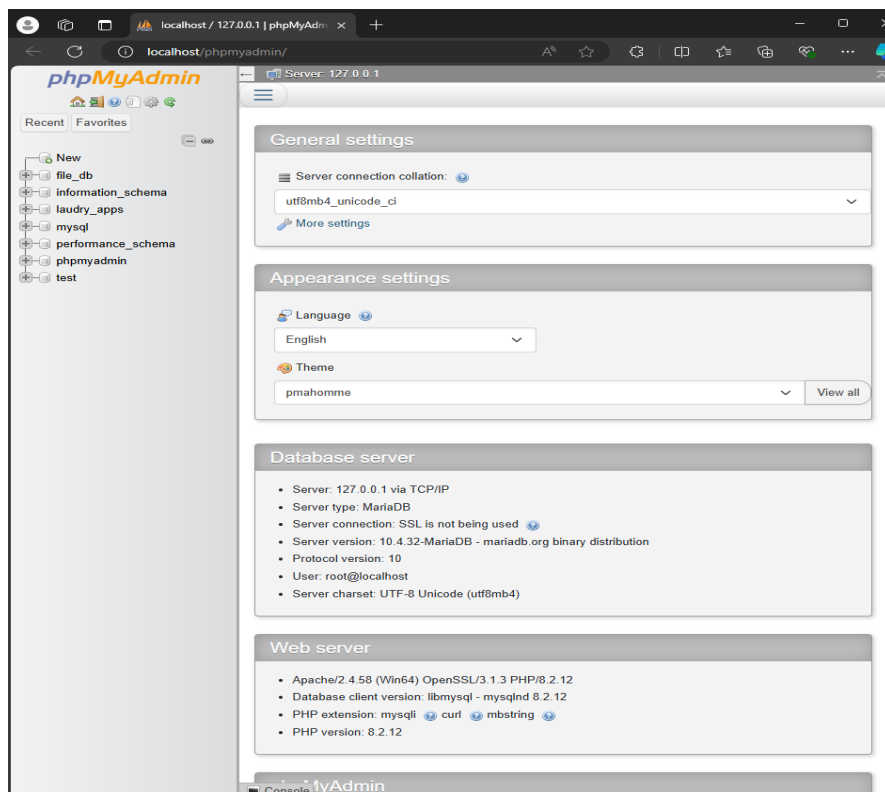 localhost / 127.0.0.1 | phpMyAdm
localhost/phpmyadmin/
phpMyAdmin
Recent Favorites
New
file_db
information_schema
laudry_apps
mysql
performance_schema
phpmyadmin
test
Server: 127.0.0.1
General settings
Server connection collation:
utf8mb4_unicode_ci
More settings
Appearance settings
Language
English
Theme
pmahomme
View all
Database server
• Server: 127.0.0.1 via TCP/IP
• Server type: MariaDB
• Server connection: SSL is not being used
• Server version: 10.4.32-MariaDB - mariadb.org binary distribution
• Protocol version: 10
• User: root@localhost
• Server charset: UTF-8 Unicode (utf8mb4)
Web server
• Apache/2.4.58 (Win64) OpenSSL/3.1.3 PHP/8.2.12
• Database client version: libmysql - mysqlnd 8.2.12
• PHP extension: mysqli curl mbstring
• PHP version: 8.2.12
Console